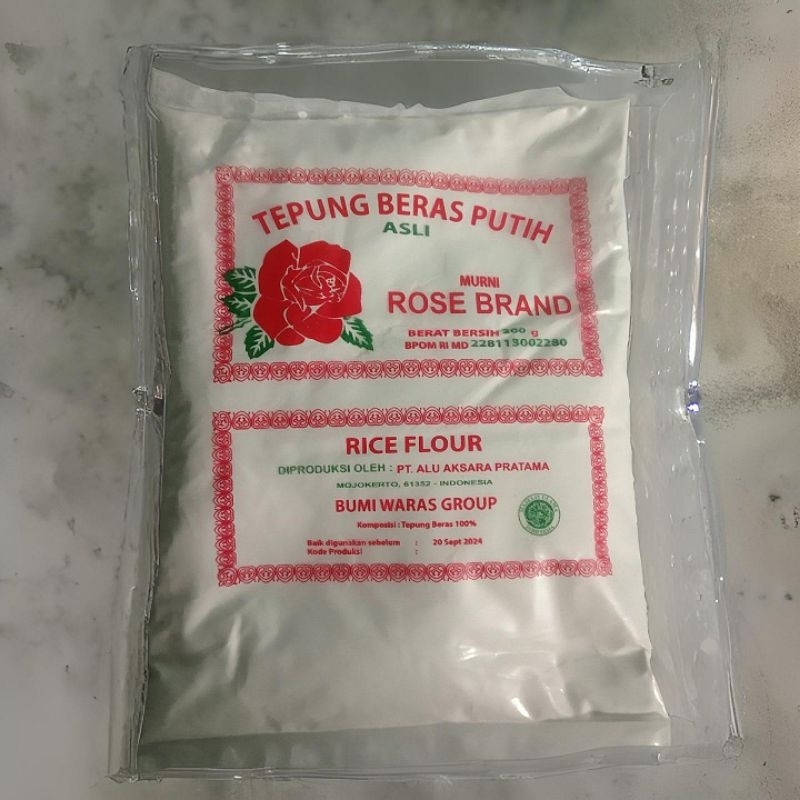 TEPUNG BERAS PUTIH
ASLI
MURNI
ROSE BRAND
BERAT BERSIH 200 g
BPOM RI MD 228113002280
RICE FLOUR
DIPRODUKSI OLEH : PT. ALU AKSARA PRATAMA
MOJOKERTO, 61352 - INDONESIA
BUMI WARAS GROUP
Komposisi : Tepung Beras 100%
Baik digunakan sebelum : 20 Sept 2024
Kode Produksi :